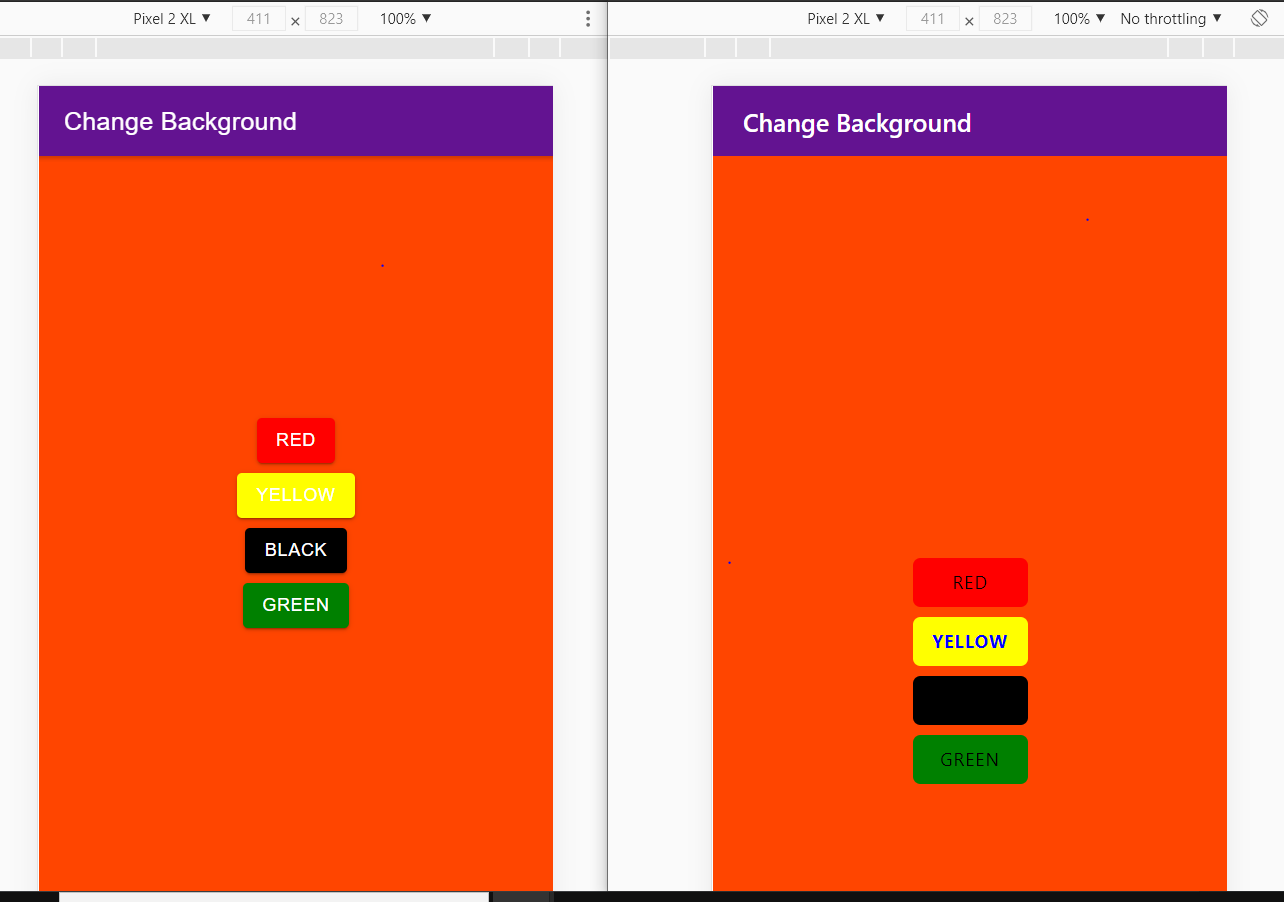 Pixel 2 XL ▼ 411 × 823 100% ▼
Change Background
RED
YELLOW
BLACK
GREEN
Pixel 2 XL ▼ 411 × 823 100% ▼ No throttling ▼
Change Background
RED
YELLOW
GREEN